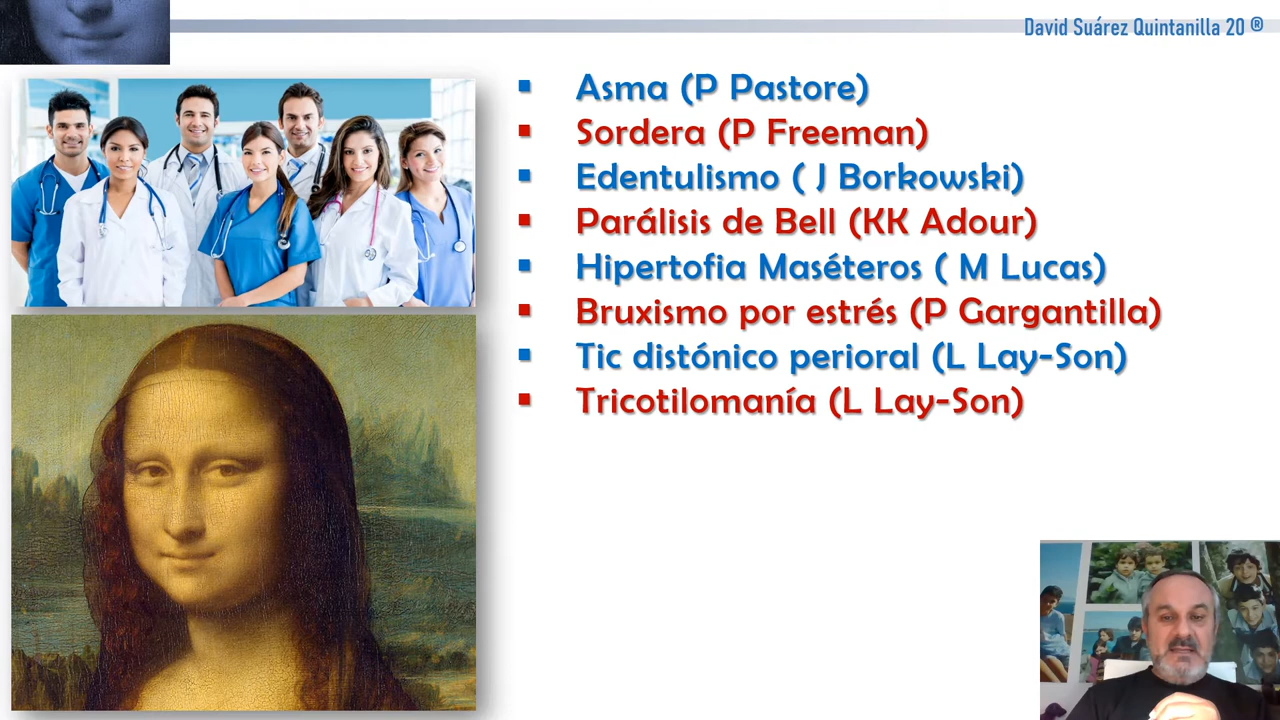 David Suárez Quintanilla 20 ®
Asma (P Pastore)
Sordera (P Freeman)
Edentulismo ( J Borkowski)
Parálisis de Bell (KK Adour)
Hipertofia Maséteros ( M Lucas)
Bruxismo por estrés (P Gargantilla)
Tic distónico perioral (L Lay-Son)
Tricotilomanía (L Lay-Son)